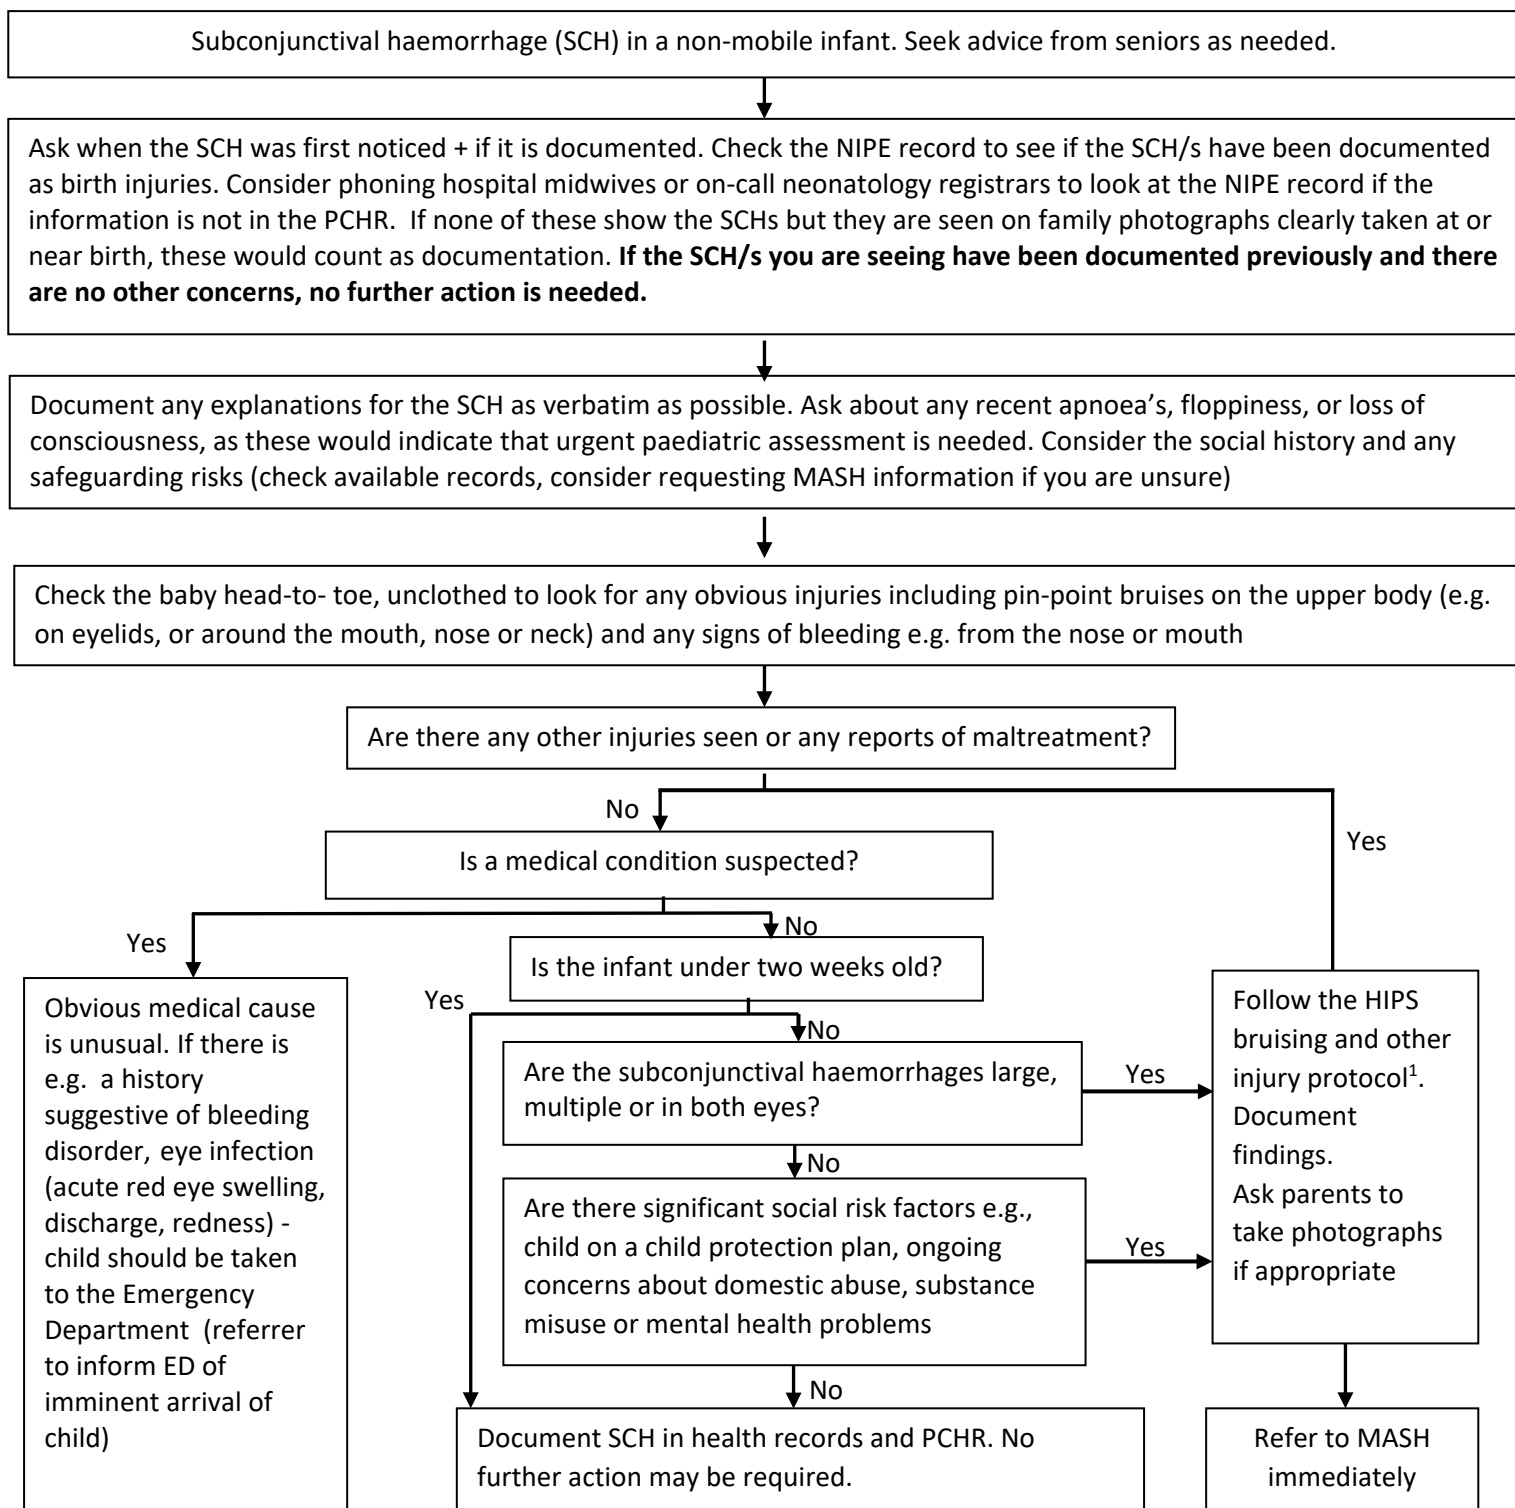 Subconjunctival haemorrhage (SCH) in a non-mobile infant. Seek advice from seniors as needed.
Ask when the SCH was first noticed + if it is documented. Check the NIPE record to see if the SCH/s have been documented
as birth injuries. Consider phoning hospital midwives or on-call neonatology registrars to look at the NIPE record if the
information is not in the PCHR.  If none of these show the SCHs but they are seen on family photographs clearly taken at or
near birth, these would count as documentation. If the SCH/s you are seeing have been documented previously and there
are no other concerns, no further action is needed.
Document any explanations for the SCH as verbatim as possible. Ask about any recent apnoea’s, floppiness, or loss of
consciousness, as these would indicate that urgent paediatric assessment is needed. Consider the social history and any
safeguarding risks (check available records, consider requesting MASH information if you are unsure)
Check the baby head-to- toe, unclothed to look for any obvious injuries including pin-point bruises on the upper body (e.g.
on eyelids, or around the mouth, nose or neck) and any signs of bleeding e.g. from the nose or mouth
Are there any other injuries seen or any reports of maltreatment?
No
Yes
Is a medical condition suspected?
Yes
No
Is the infant under two weeks old?
Yes
No
Obvious medical cause
is unusual. If there is
e.g.  a history
suggestive of bleeding
disorder, eye infection
(acute red eye swelling,
discharge, redness) -
child should be taken
to the Emergency
Department  (referrer
to inform ED of
imminent arrival of
child)
Are the subconjunctival haemorrhages large,
multiple or in both eyes?
Yes
No
Are there significant social risk factors e.g.,
child on a child protection plan, ongoing
concerns about domestic abuse, substance
misuse or mental health problems
Yes
No
Follow the HIPS
bruising and other
injury protocol¹.
Document
findings.
Ask parents to
take photographs
if appropriate
Document SCH in health records and PCHR. No
further action may be required.
Refer to MASH
immediately